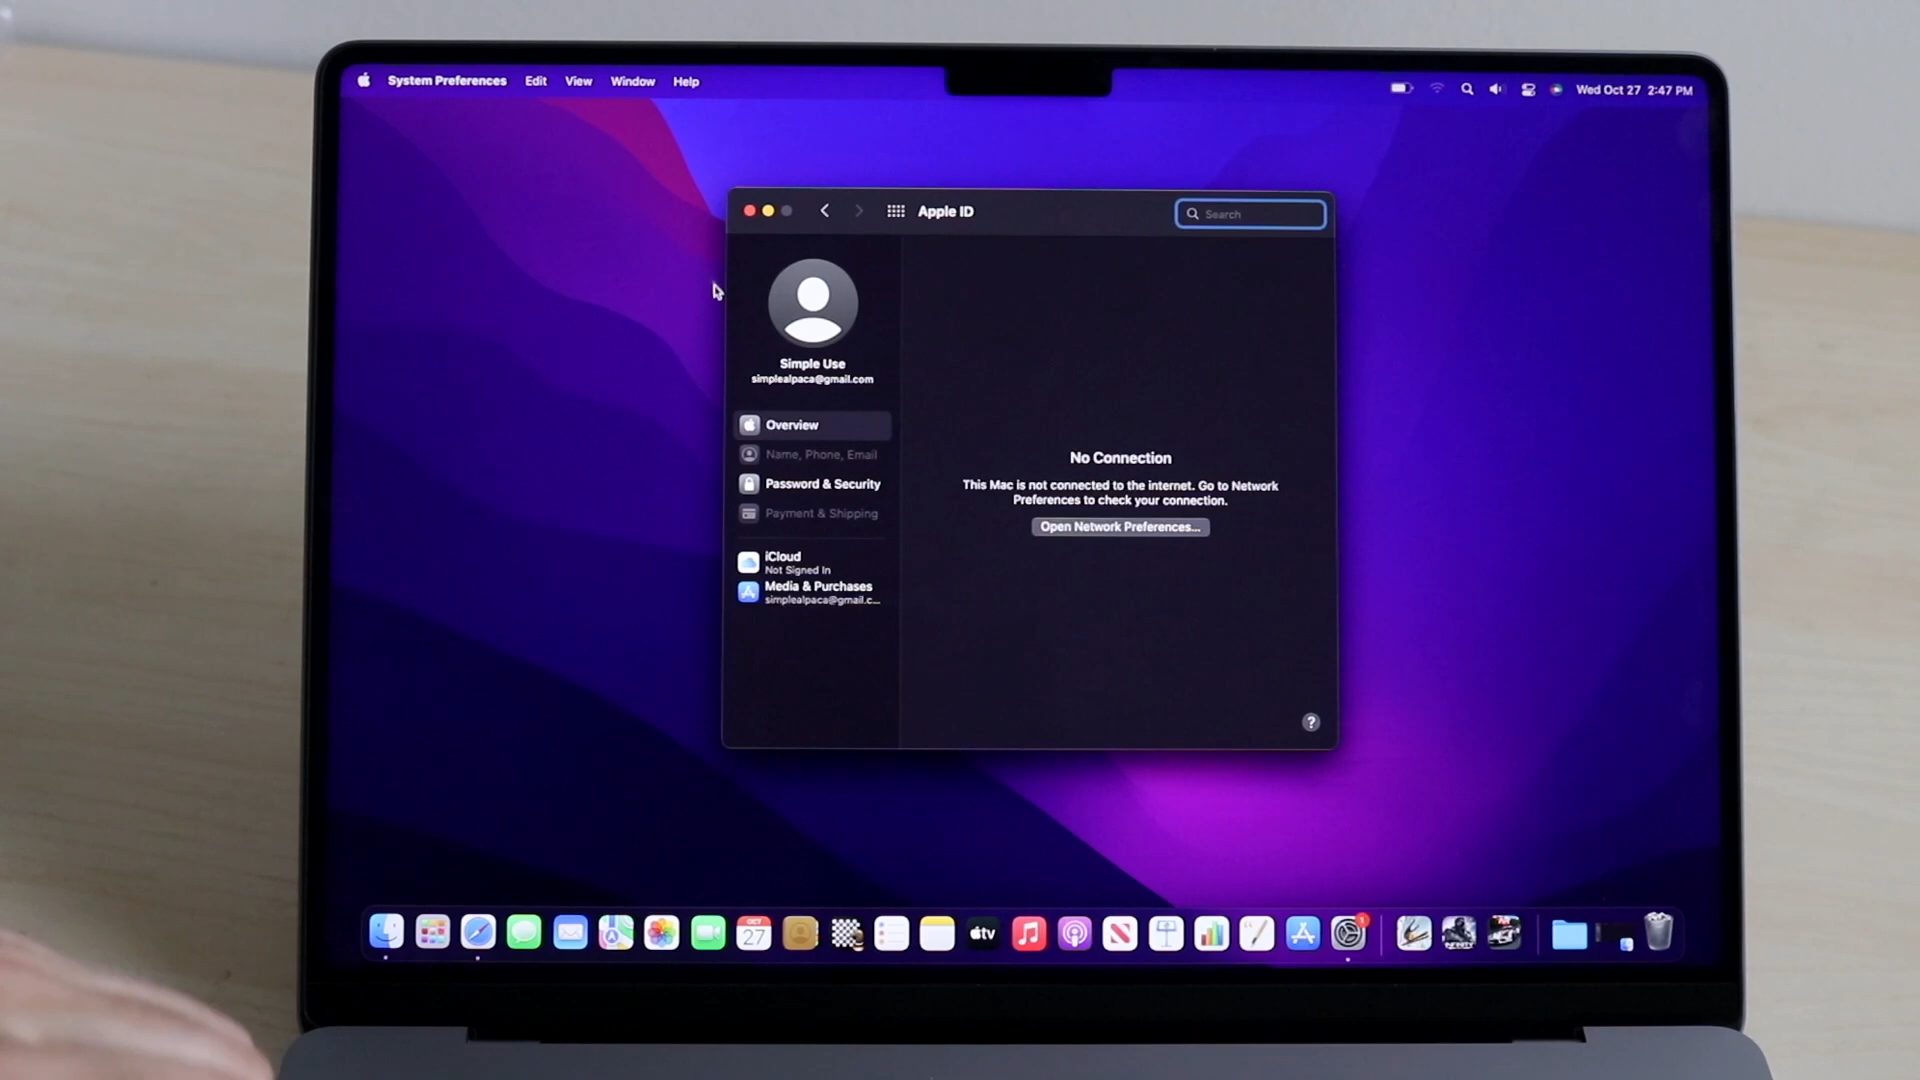 System Preferences Edit View Window Help
Wed Oct 27 2:47 PM
Apple ID
Search
Simple Use
simplealpaca@gmail.com
Overview
Name, Phone, Email
Password & Security
Payment & Shipping
iCloud
Not Signed In
Media & Purchases
simplealpaca@gmail.c...
No Connection
This Mac is not connected to the internet. Go to Network
Preferences to check your connection.
Open Network Preferences...
?
OCT
27
tv
1
INFINITY